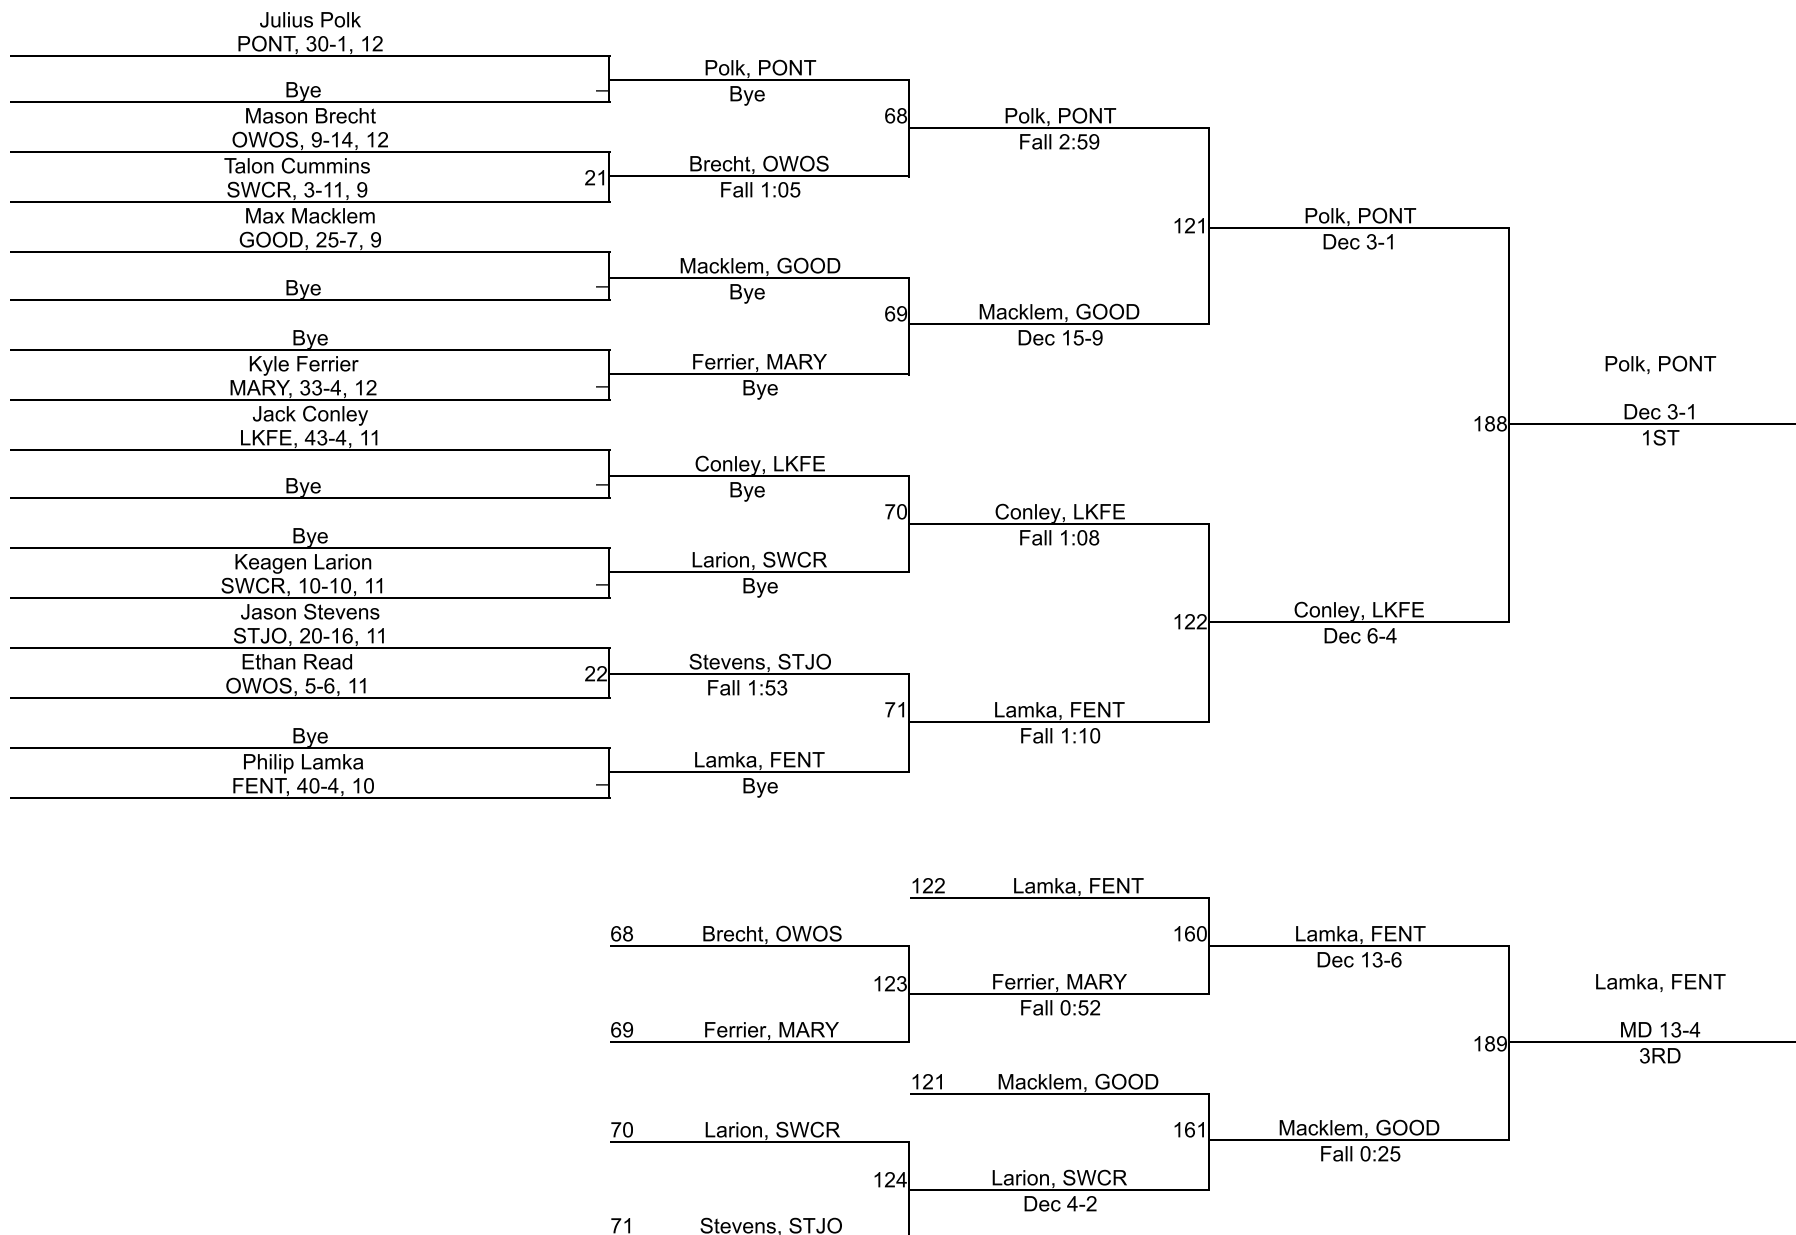 Julius Polk
PONT, 30-1, 12
Bye
Mason Brecht
OWOS, 9-14, 12
Talon Cummins
SWCR, 3-11, 9
Max Macklem
GOOD, 25-7, 9
Bye
Bye
Kyle Ferrier
MARY, 33-4, 12
Jack Conley
LKFE, 43-4, 11
Bye
Bye
Keagen Larion
SWCR, 10-10, 11
Jason Stevens
STJO, 20-16, 11
Ethan Read
OWOS, 5-6, 11
Bye
Philip Lamka
FENT, 40-4, 10
21
22
Polk, PONT
Bye
Brecht, OWOS
Fall 1:05
Macklem, GOOD
Bye
Ferrier, MARY
Bye
Conley, LKFE
Bye
Larion, SWCR
Bye
Stevens, STJO
Fall 1:53
Lamka, FENT
Bye
68
69
70
71
Polk, PONT
Fall 2:59
Macklem, GOOD
Dec 15-9
Conley, LKFE
Fall 1:08
Lamka, FENT
Fall 1:10
121
122
Polk, PONT
Dec 3-1
Conley, LKFE
Dec 6-4
188
Polk, PONT
Dec 3-1
1ST
68 Brecht, OWOS
69 Ferrier, MARY
70 Larion, SWCR
71 Stevens, STJO
123
124
122 Lamka, FENT
Ferrier, MARY
Fall 0:52
121 Macklem, GOOD
Larion, SWCR
Dec 4-2
160
161
Lamka, FENT
Dec 13-6
Macklem, GOOD
Fall 0:25
189
Lamka, FENT
MD 13-4
3RD